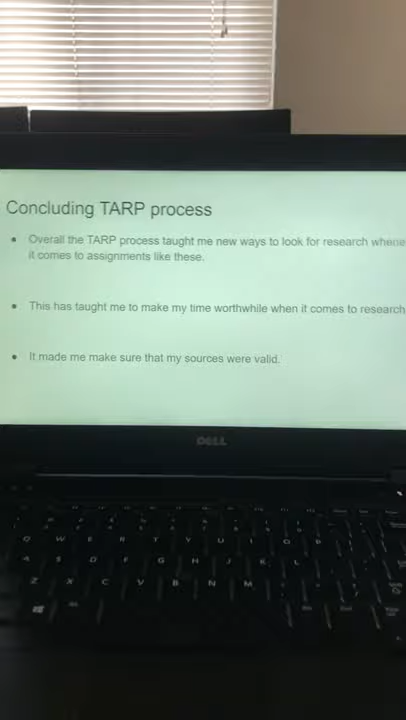 Concluding TARP process
● Overall the TARP process taught me new ways to look for research
it comes to assignments like these.
● This has taught me to make my time worthwhile when it comes to research
● It made me make sure that my sources were valid.
DELL
Q W E R T Y U I O P
A S D F G H J K L
Z X C V B N M